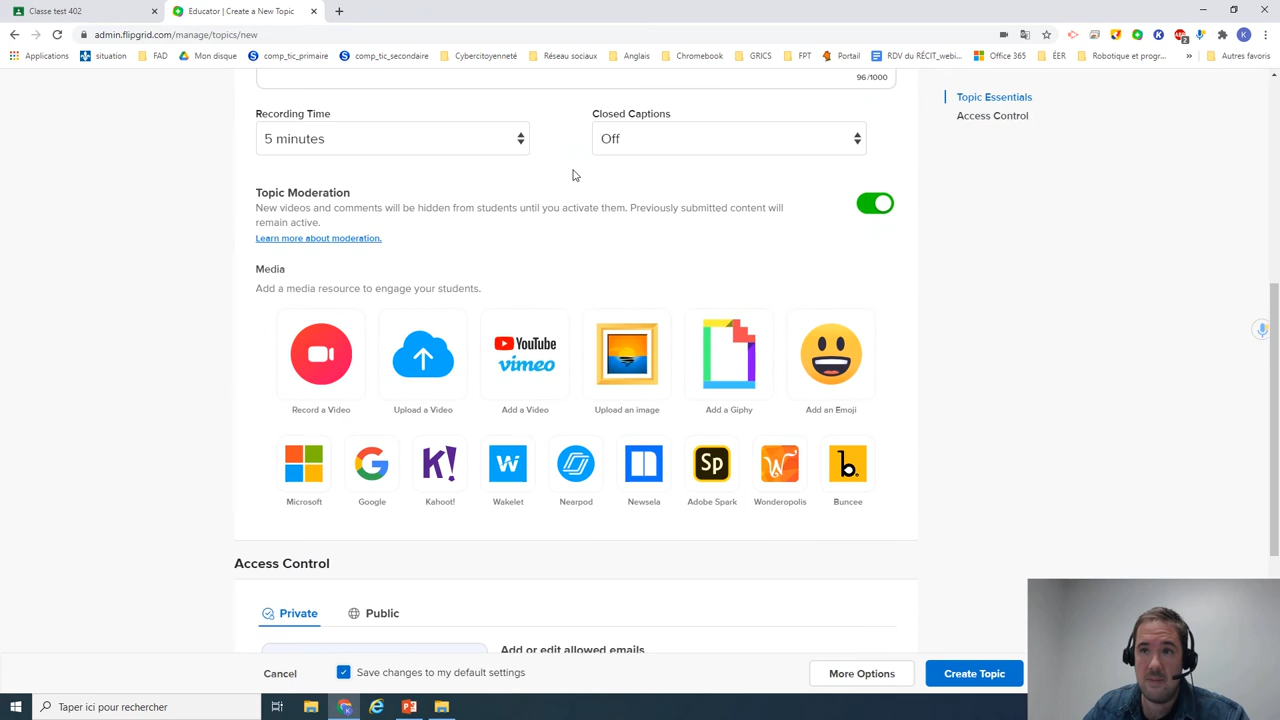 Classe test 402
Educator | Create a New Topic
admin.flipgrid.com/manage/topics/new
Applications situation FAD Mon disque comp_tic_primaire comp_tic_secondaire Cybercitoyenneté Réseau sociaux Anglais Chromebook GRICS FPT Portail RDV du RÉCIT_webi... Office 365 ÉER Robotique et progr... » Autres favoris
96/1000
Topic Essentials
Access Control
Recording Time
Closed Captions
5 minutes
Off
Topic Moderation
New videos and comments will be hidden from students until you activate them. Previously submitted content will
remain active.
Learn more about moderation.
Media
Add a media resource to engage your students.
YouTube
vimeo
Record a Video
Upload a Video
Add a Video
Upload an image
Add a Giphy
Add an Emoji
K!
w
Sp
W
b.
Microsoft
Google
Kahoot!
Wakelet
Nearpod
Newsela
Adobe Spark
Wonderopolis
Buncee
Access Control
Private
Public
Add or edit allowed emails
Cancel
Save changes to my default settings
More Options
Create Topic
Taper ici pour rechercher